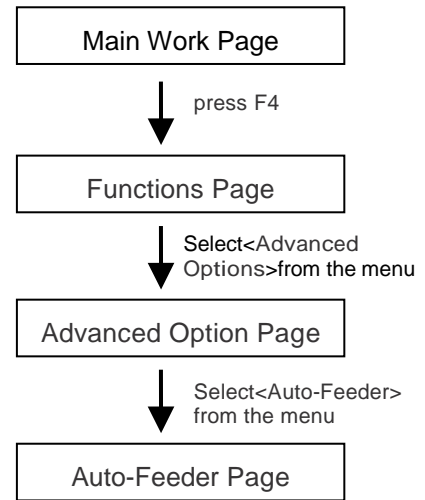 Main Work Page
press F4
Functions Page
Select<Advanced
Options>from the menu
Advanced Option Page
Select<Auto-Feeder>
from the menu
Auto-Feeder Page